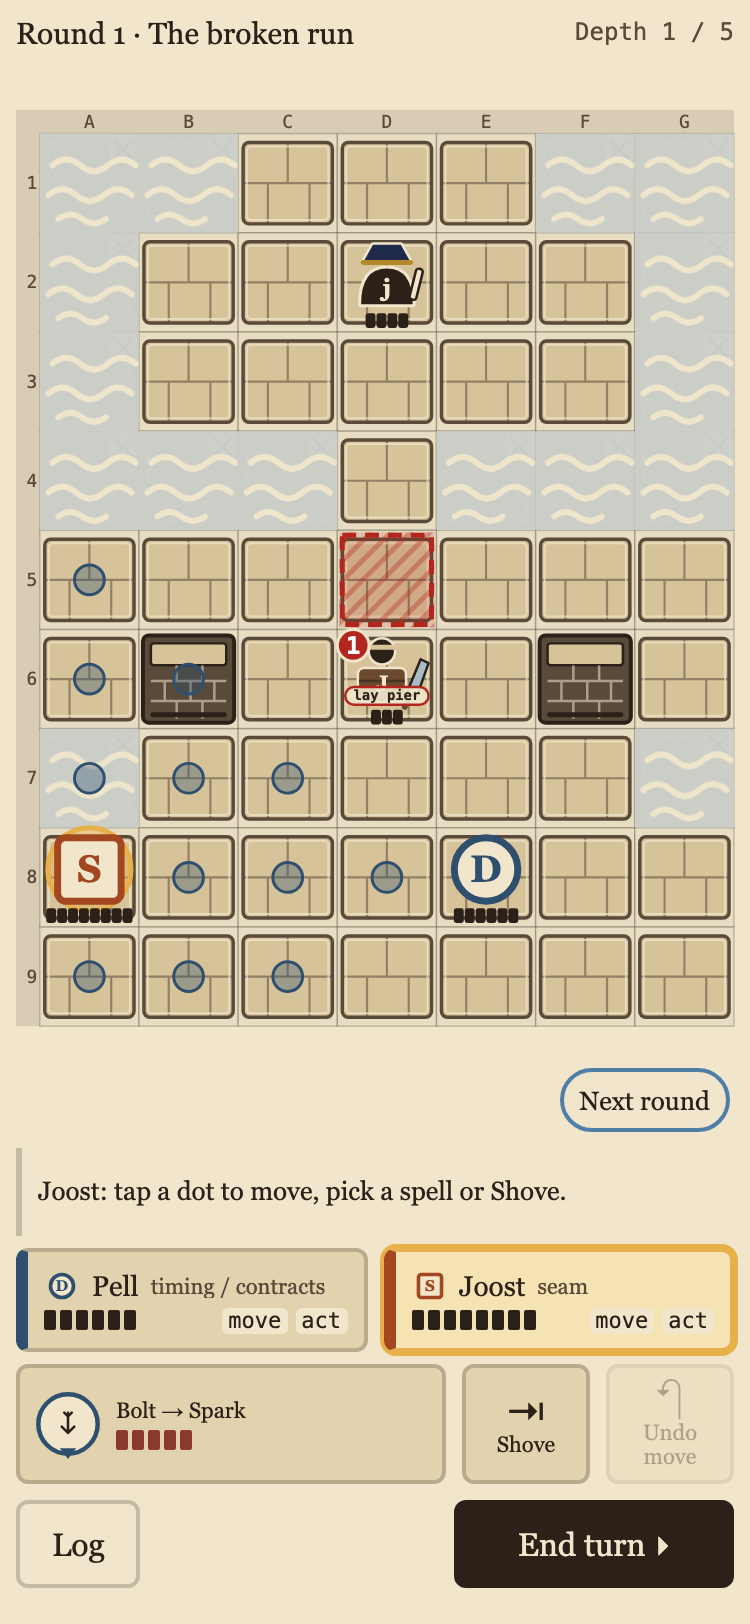 Round 1 · The broken run
Depth 1 / 5
A B C D E F G
1
2
j
3
4
5
6
1
lay pier
7
8
S
D
9
Next round
Joost: tap a dot to move, pick a spell or Shove.
D Pell timing / contracts
move act
S Joost seam
move act
Bolt → Spark
Shove
Undo
move
Log
End turn